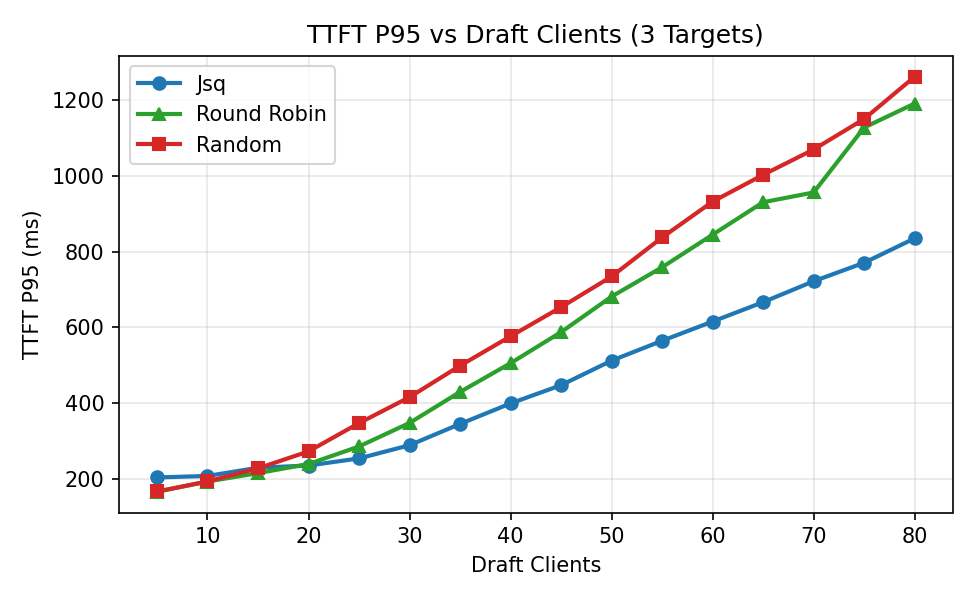 TTFT P95 vs Draft Clients (3 Targets)
Jsq
Round Robin
Random
TTFT P95 (ms)
1200
1000
800
600
400
200
10 20 30 40 50 60 70 80
Draft Clients